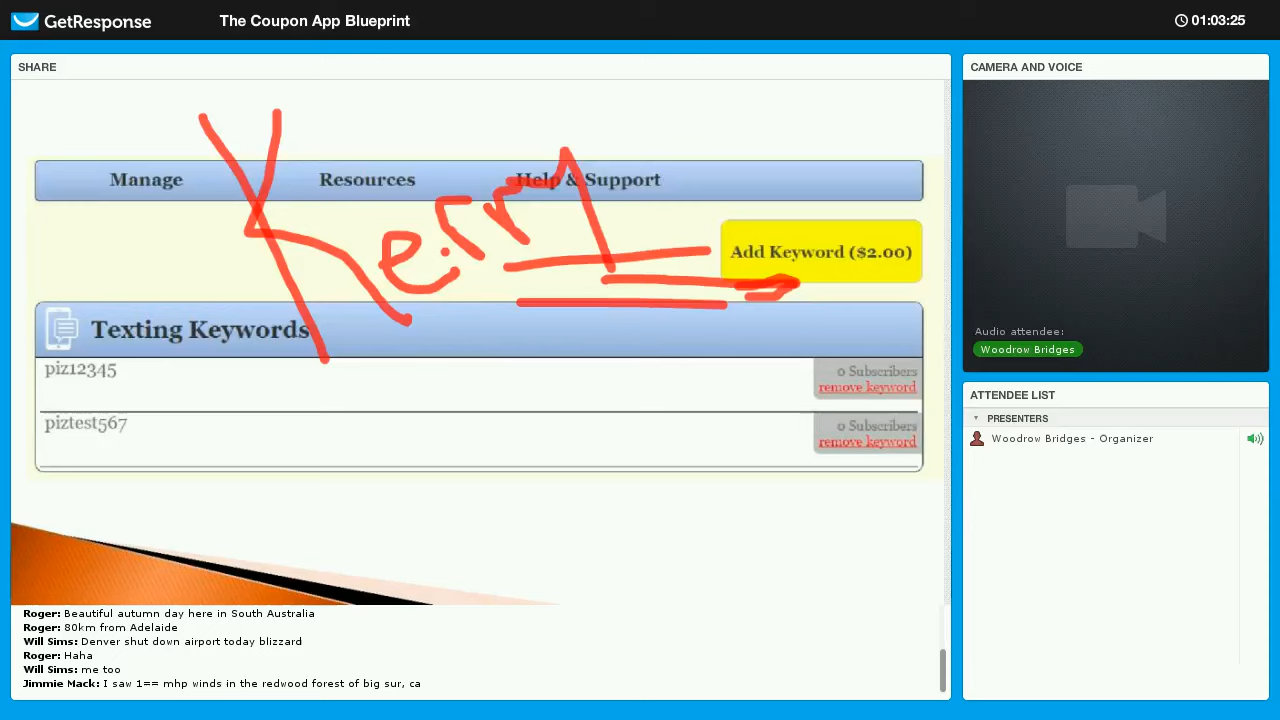 GetResponse The Coupon App Blueprint 01:03:25
SHARE
Manage Resources Help & Support
Add Keyword ($2.00)
Texting Keywords
piz12345
0 Subscribers
remove keyword
piztest567
0 Subscribers
remove keyword
Roger: Beautiful autumn day here in South Australia
Roger: 80km from Adelaide
Will Sims: Denver shut down airport today blizzard
Roger: Haha
Will Sims: me too
Jimmie Mack: I saw 1== mhp winds in the redwood forest of big sur, ca
CAMERA AND VOICE
Audio attendee:
Woodrow Bridges
ATTENDEE LIST
PRESENTERS
Woodrow Bridges - Organizer